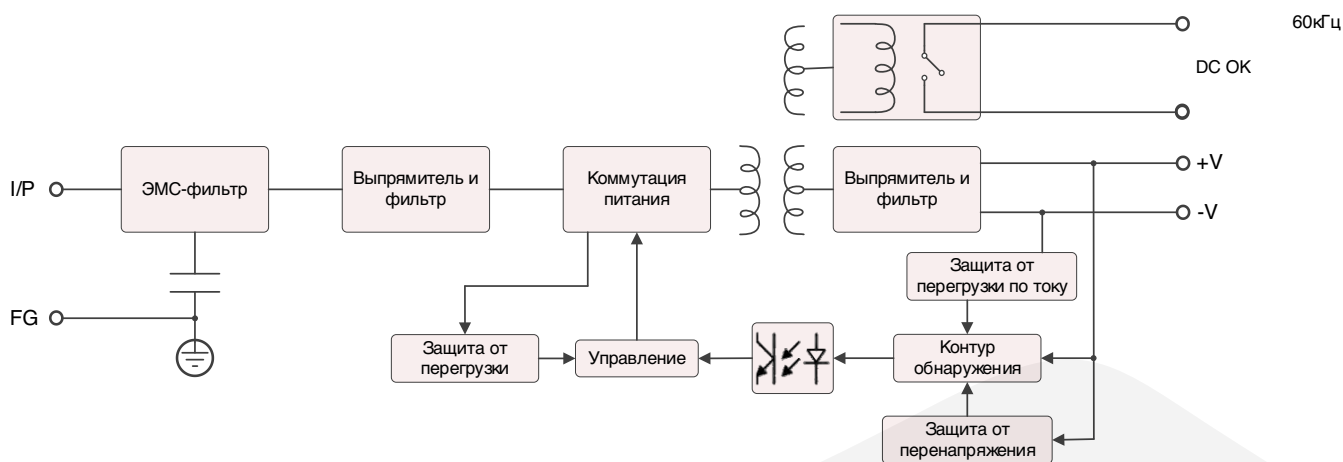 60кГц
DC OK
I/P
ЭМС-фильтр
Выпрямитель и
фильтр
Коммутация
питания
Выпрямитель и
фильтр
+V
-V
Защита от
перегрузки по току
FG
Защита от
перегрузки
Управление
Контур
обнаружения
Защита от
перенапряжения